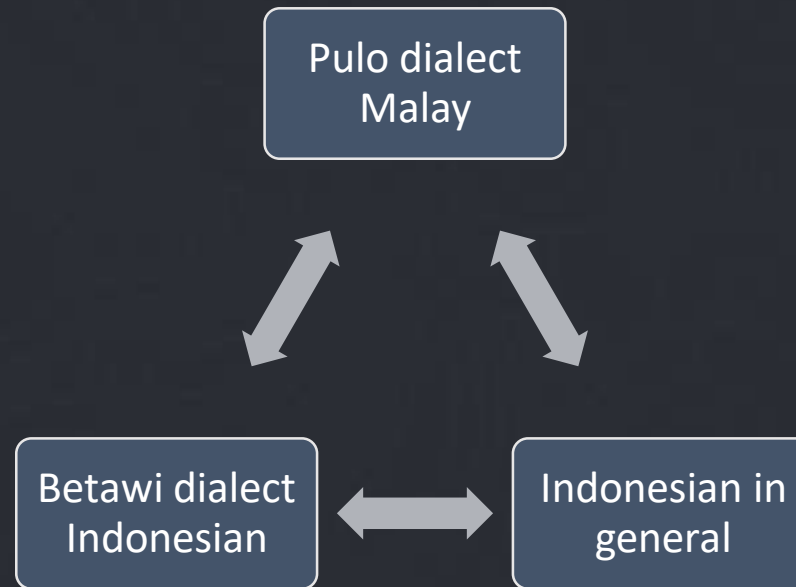 Pulo dialect
Malay
Betawi dialect
Indonesian
Indonesian in
general